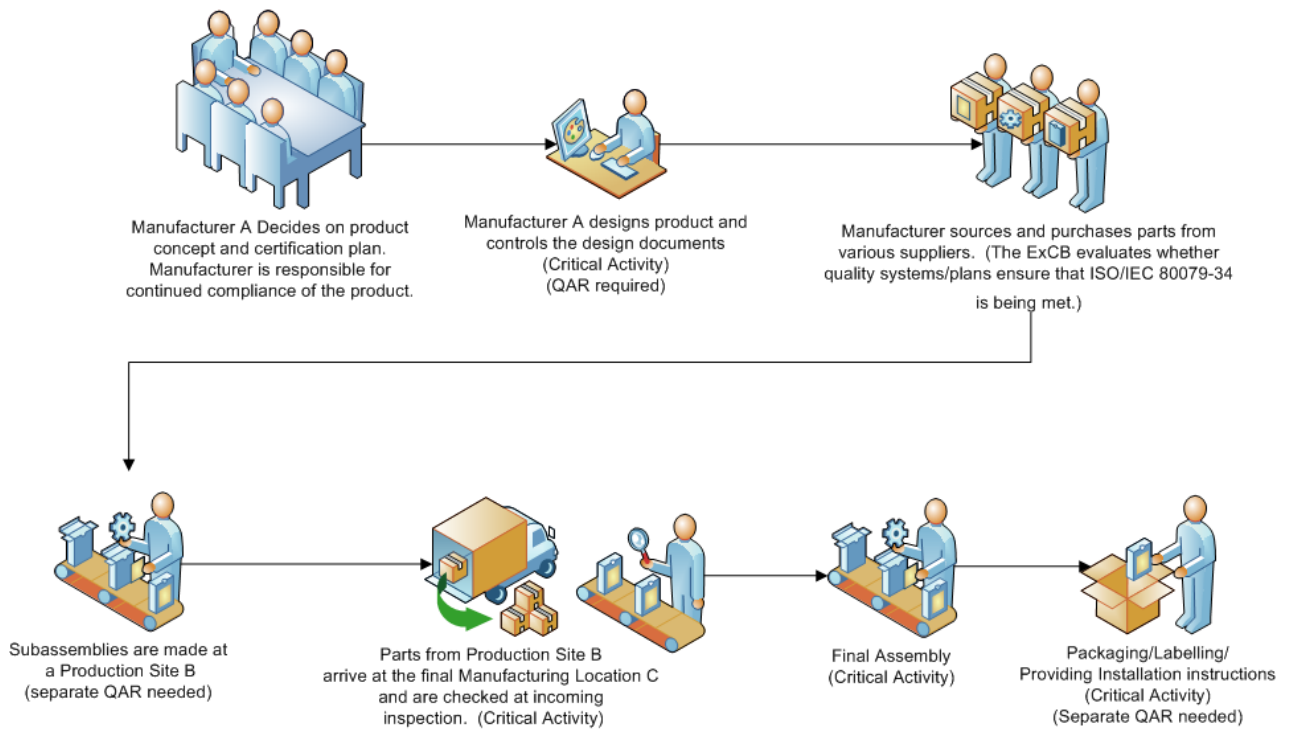 Manufacturer A Decides on product
concept and certification plan.
Manufacturer is responsible for
continued compliance of the product.
Manufacturer A designs product and
controls the design documents
(Critical Activity)
(QAR required)
Manufacturer sources and purchases parts from
various suppliers.  (The ExCB evaluates whether
quality systems/plans ensure that ISO/IEC 80079-34
is being met.)
Subassemblies are made at
a Production Site B
(separate QAR needed)
Parts from Production Site B
arrive at the final Manufacturing Location C
and are checked at incoming
inspection.  (Critical Activity)
Final Assembly
(Critical Activity)
Packaging/Labelling/
Providing Installation instructions
(Critical Activity)
(Separate QAR needed)